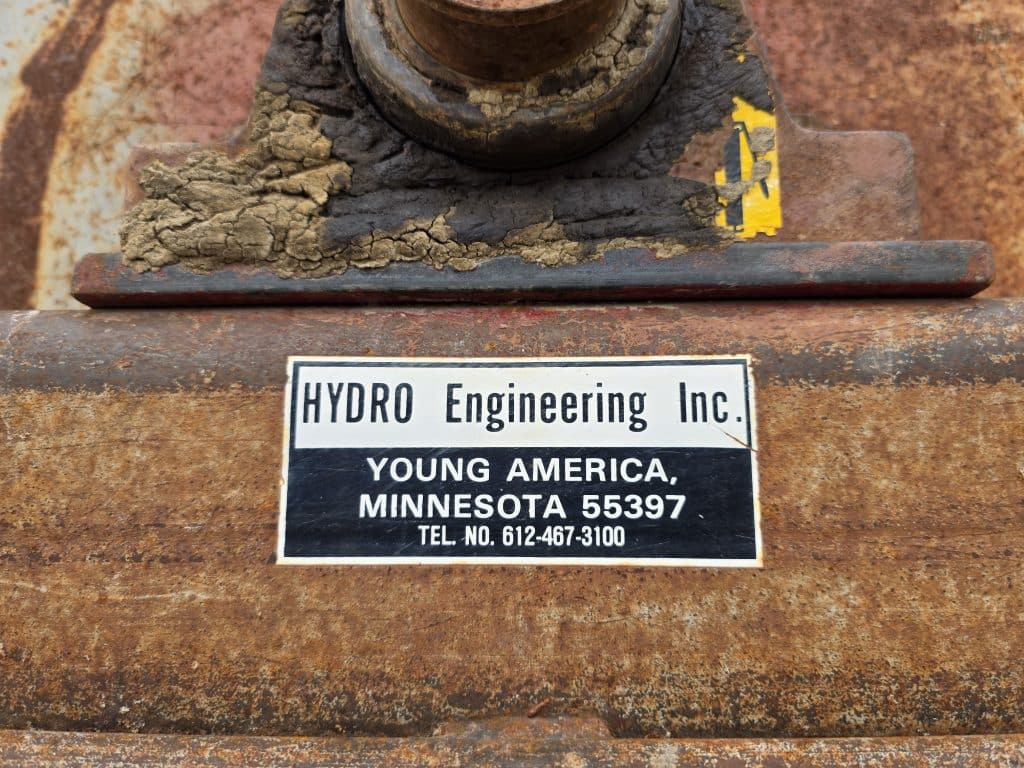 HYDRO Engineering Inc.
YOUNG AMERICA,
MINNESOTA 55397
TEL. NO. 612-467-3100